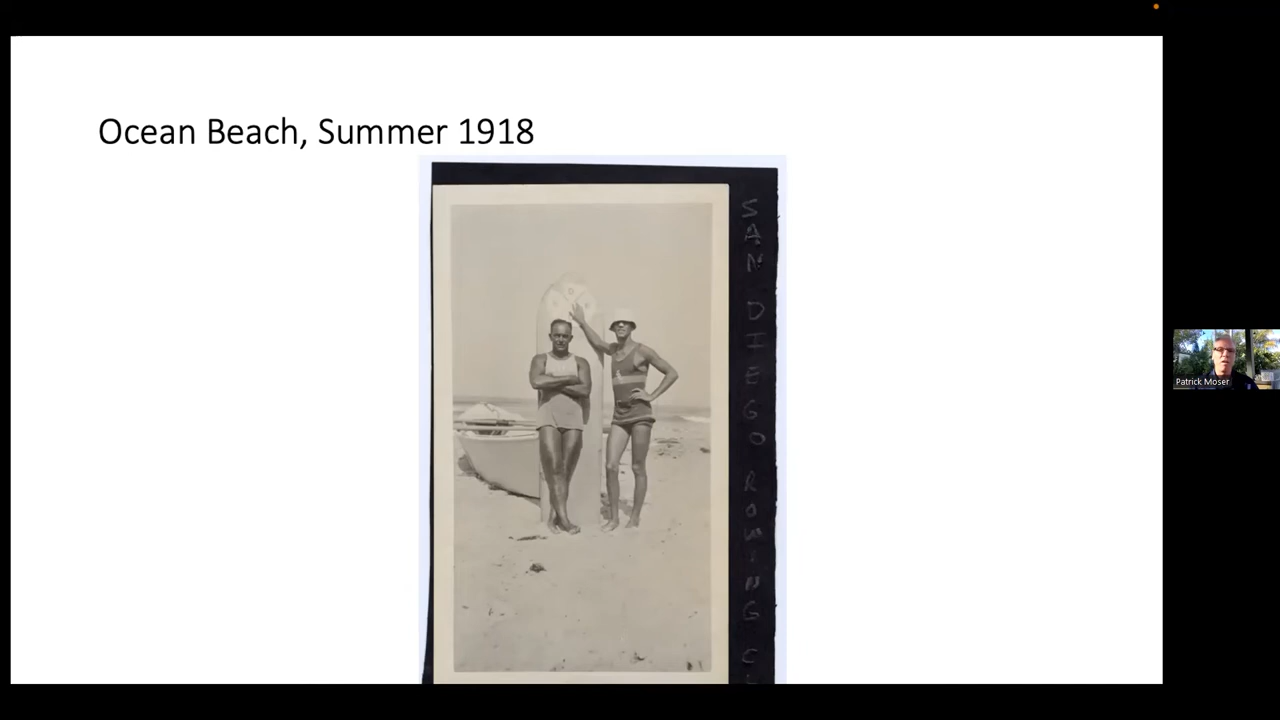 Ocean Beach, Summer 1918
SAN DIEGO ROWING C
Patrick Moser